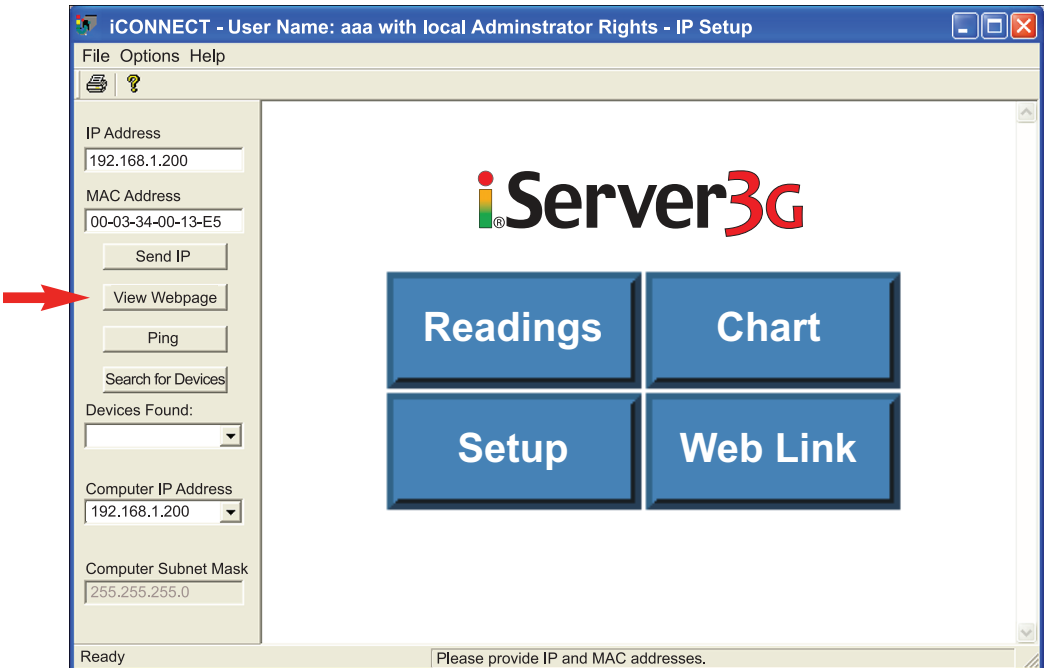 iCONNECT - User Name: aaa with local Adminstrator Rights - IP Setup
File Options Help
IP Address
192.168.1.200
MAC Address
00-03-34-00-13-E5
Send IP
View Webpage
Ping
Search for Devices
Devices Found:
Computer IP Address
192.168.1.200
Computer Subnet Mask
255.255.255.0
iServer3G
®
Readings Chart
Setup Web Link
Ready Please provide IP and MAC addresses.